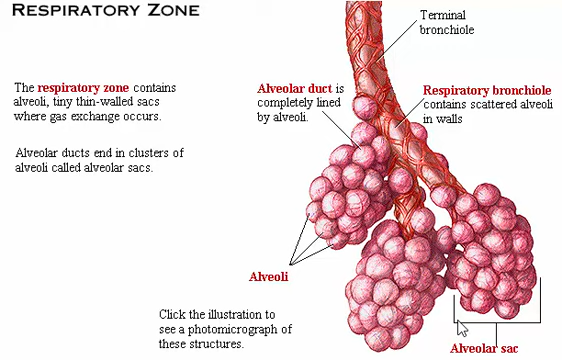 RESPIRATORY ZONE
The respiratory zone contains
alveoli, tiny thin-walled sacs
where gas exchange occurs.
Alveolar ducts end in clusters of
alveoli called alveolar sacs.
Terminal
bronchiole
Alveolar duct is
completely lined
by alveoli.
Respiratory bronchiole
contains scattered alveoli
in walls
Alveoli
Click the illustration to
see a photomicrograph of
these structures.
Alveolar sac